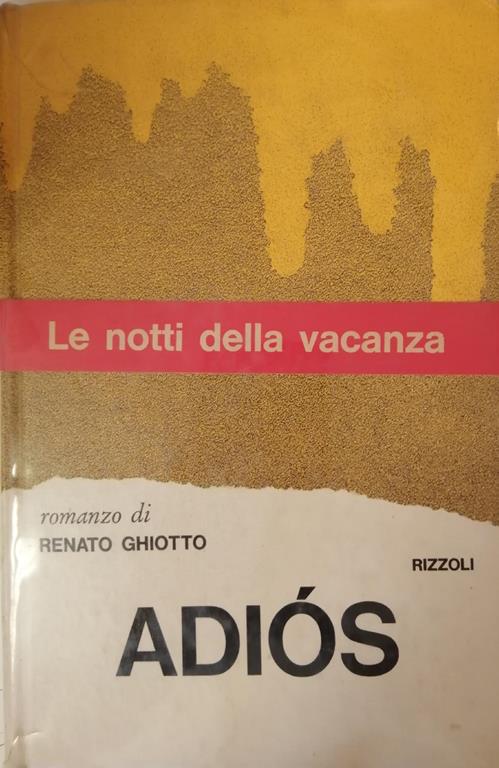 Le notti della vacanza
romanzo di
RENATO GHIOTTO
RIZZOLI
ADIÓS